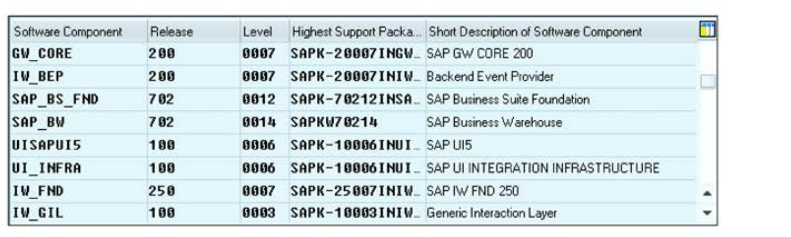 Software Component Release Level Highest Support Packa... Short Description of Software Component
GW_CORE 200 0007 SAPK-20007INGW... SAP GW CORE 200
IW_BEP 200 0007 SAPK-20007INIW... Backend Event Provider
SAP_BS_FND 702 0012 SAPK-70212INSA... SAP Business Suite Foundation
SAP_BW 702 0014 SAPKW70214 SAP Business Warehouse
UISAPUI5 100 0006 SAPK-10006INUI... SAP UI5
UI_INFRA 100 0006 SAPK-10006INUI... SAP UI INTEGRATION INFRASTRUCTURE
IW_FND 250 0007 SAPK-25007INIW... SAP IW FND 250
IW_GIL 100 0003 SAPK-10003INIW... Generic Interaction Layer